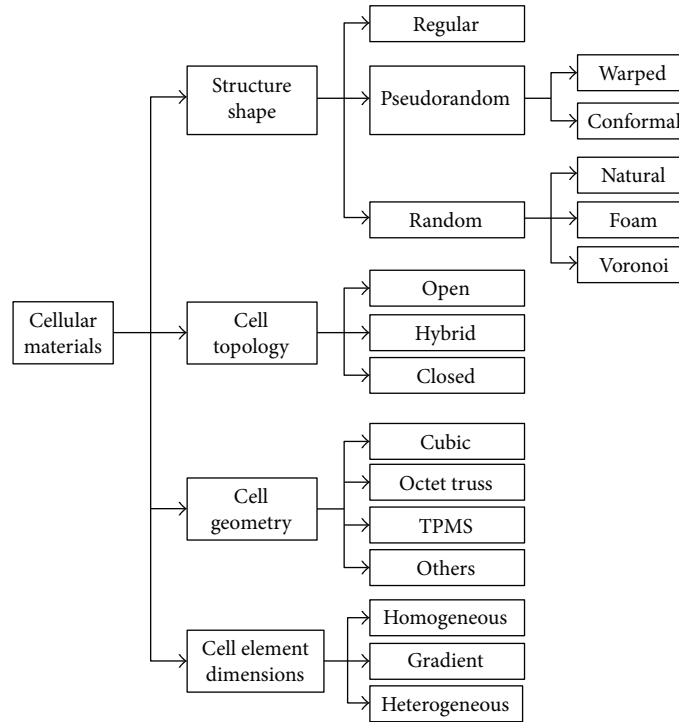 Cellular
materials
Structure
shape
Regular
Pseudorandom
Warped
Conformal
Random
Natural
Foam
Voronoi
Cell
topology
Open
Hybrid
Closed
Cell
geometry
Cubic
Octet truss
TPMS
Others
Cell element
dimensions
Homogeneous
Gradient
Heterogeneous